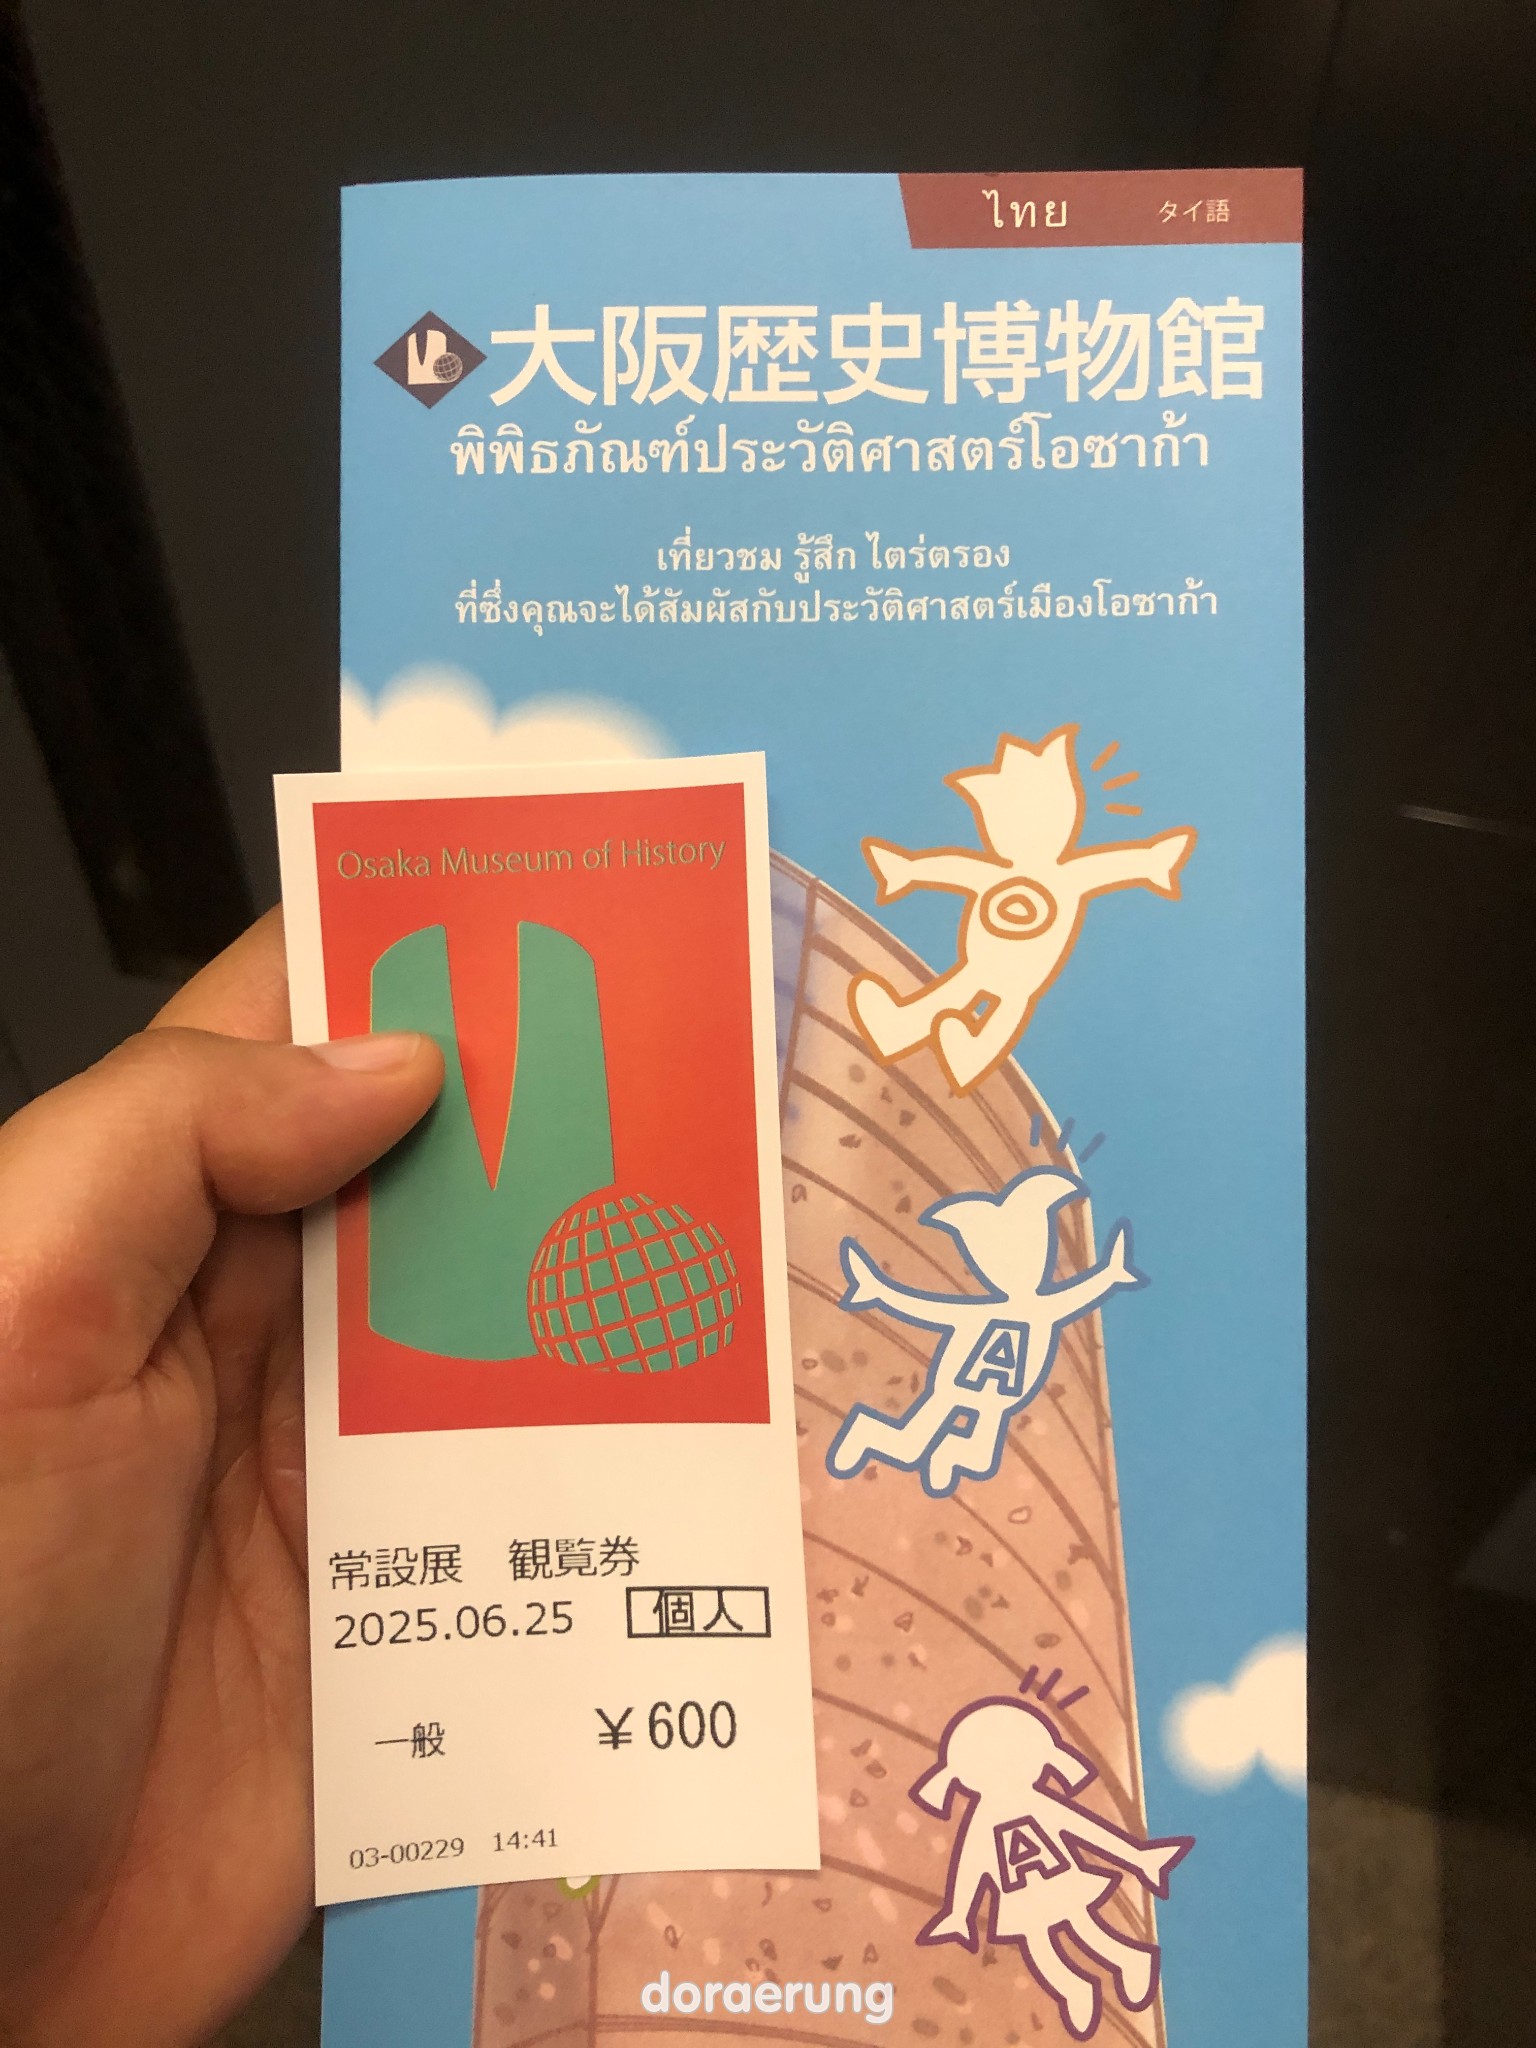 ไทย タイ語
大阪歴史博物館
พิพิธภัณฑ์ประวัติศาสตร์โอซาก้า
เที่ยวชม รู้สึก ไตร่ตรอง
ที่ซึ่งคุณจะได้สัมผัสกับประวัติศาสตร์เมืองโอซาก้า
Osaka Museum of History
常設展 観覧券
2025.06.25 個人
一般 ¥600
03-00229 14:41
O
A
A
doraerung